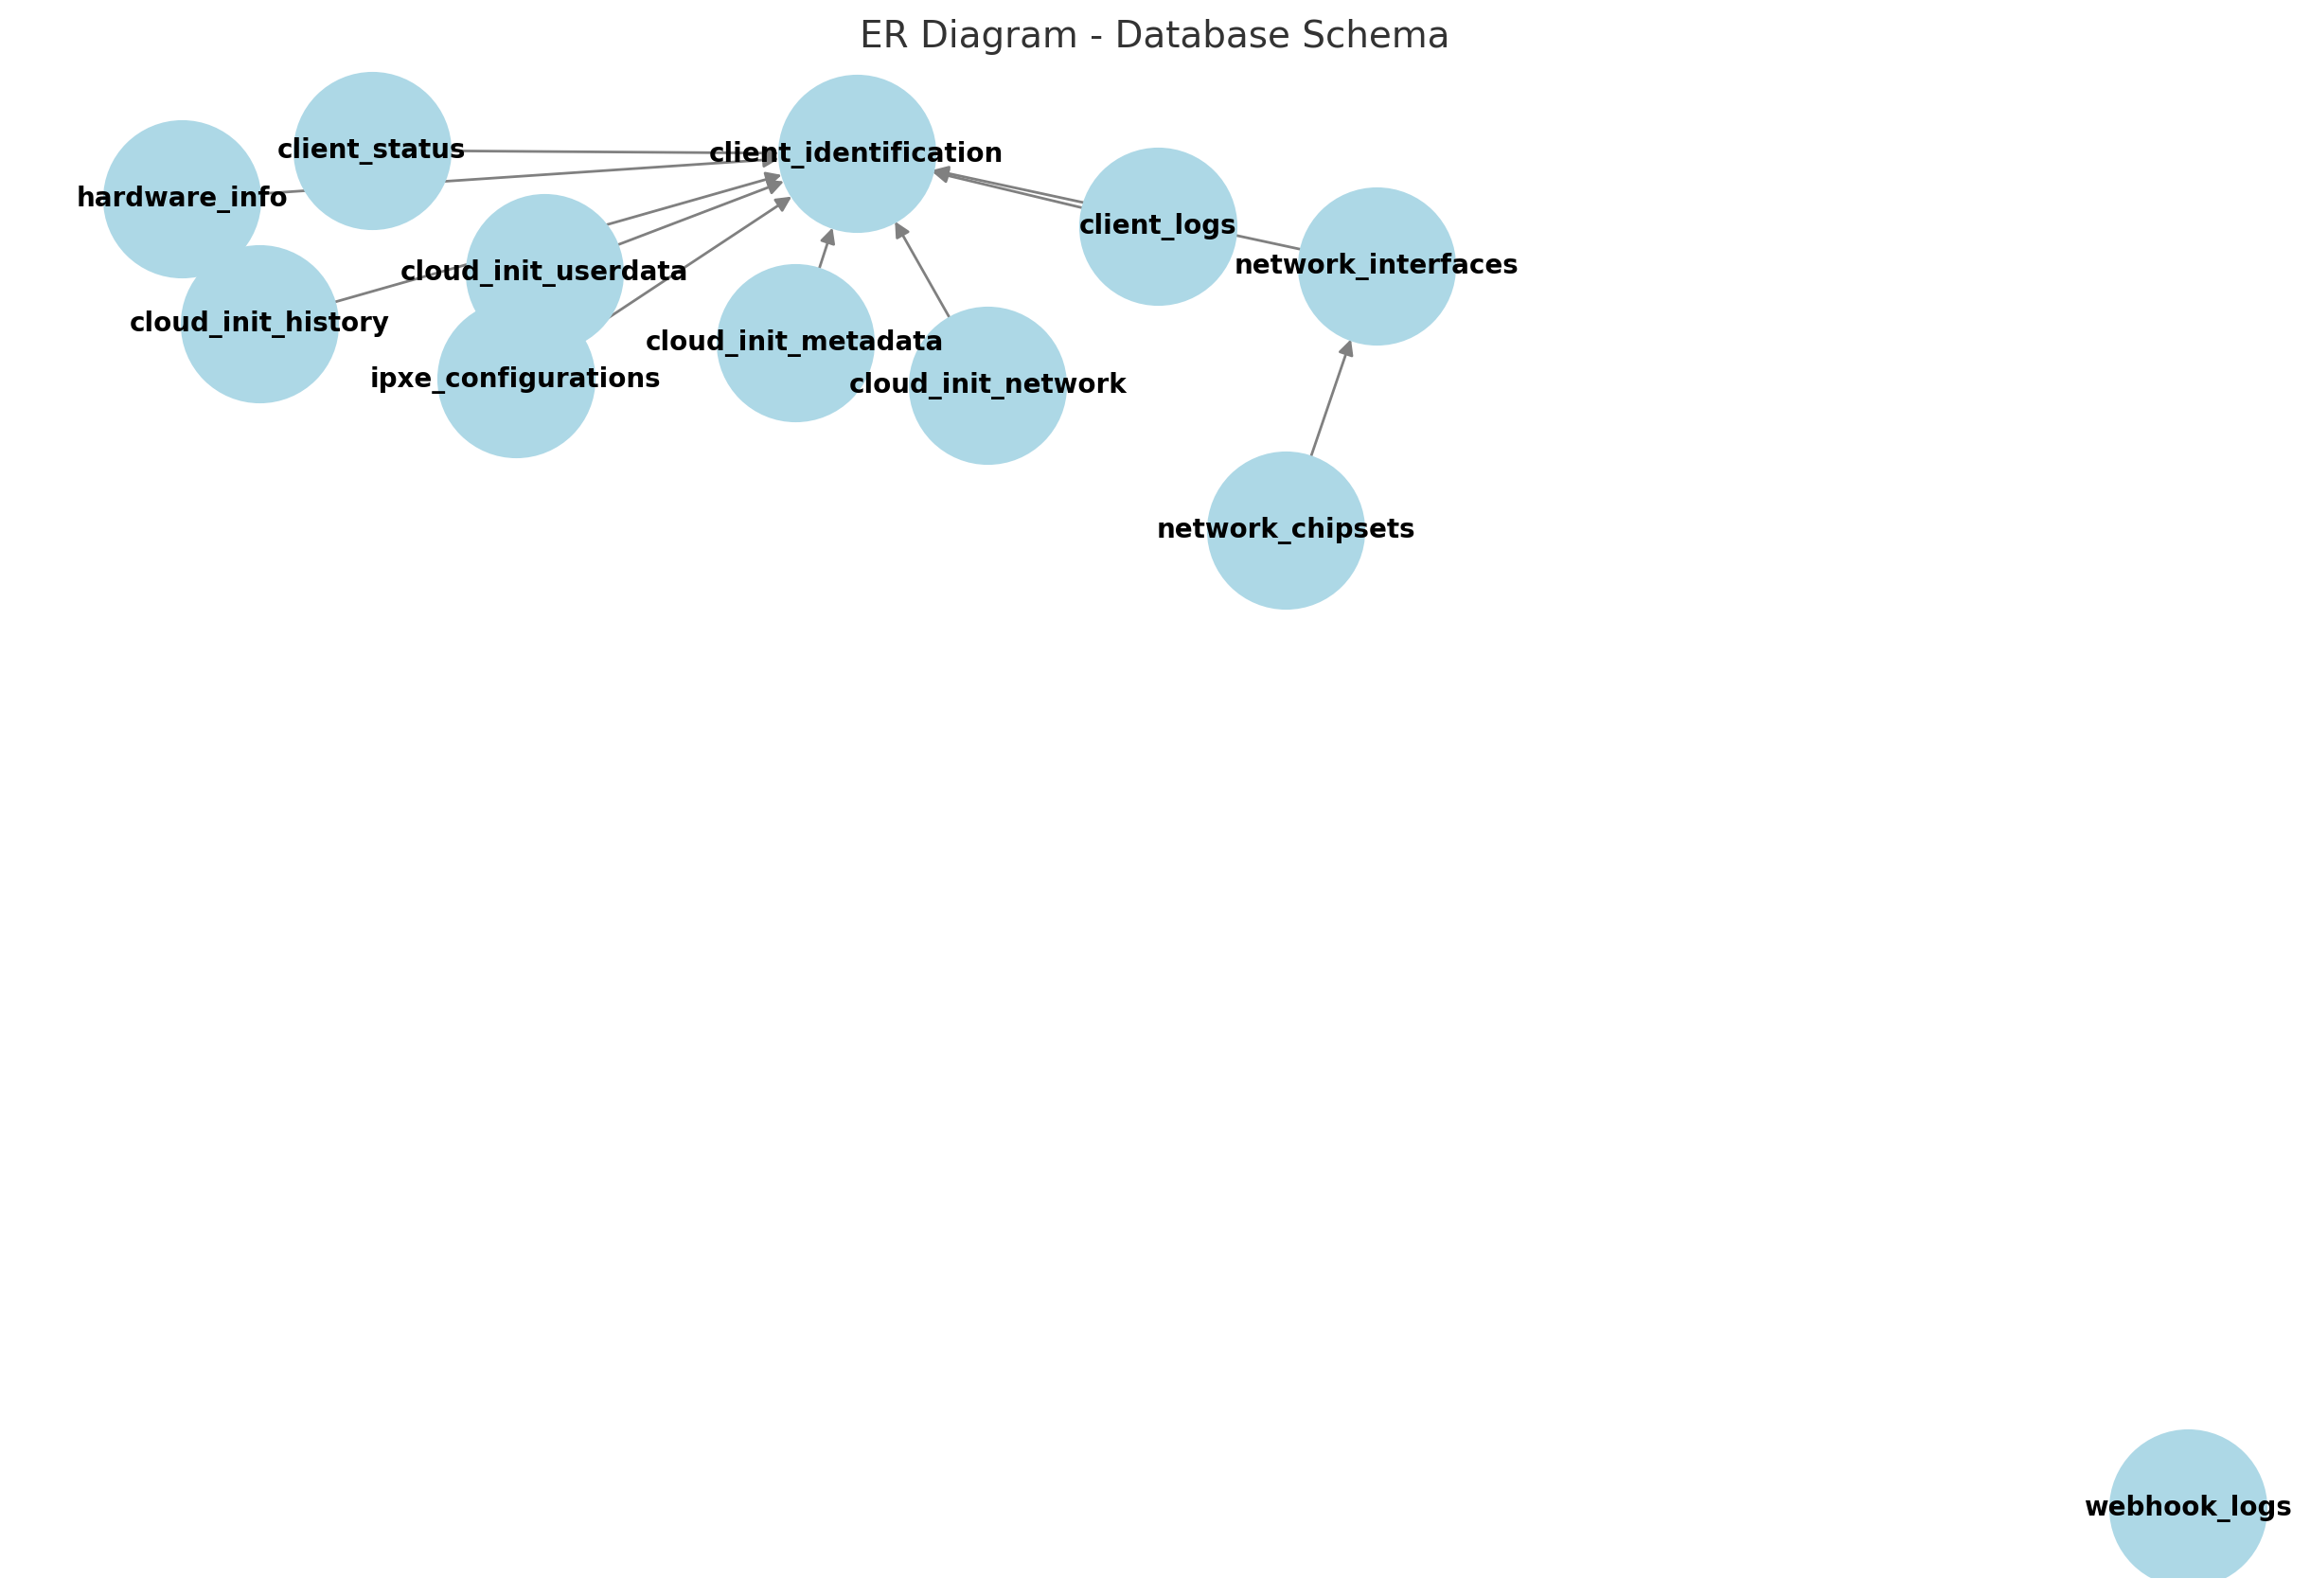 ER Diagram - Database Schema
client_status
client_identification
hardware_info
client_logs
network_interfaces
cloud_init_userdata
cloud_init_history
cloud_init_metadata
ipxe_configurations
cloud_init_network
network_chipsets
webhook_logs